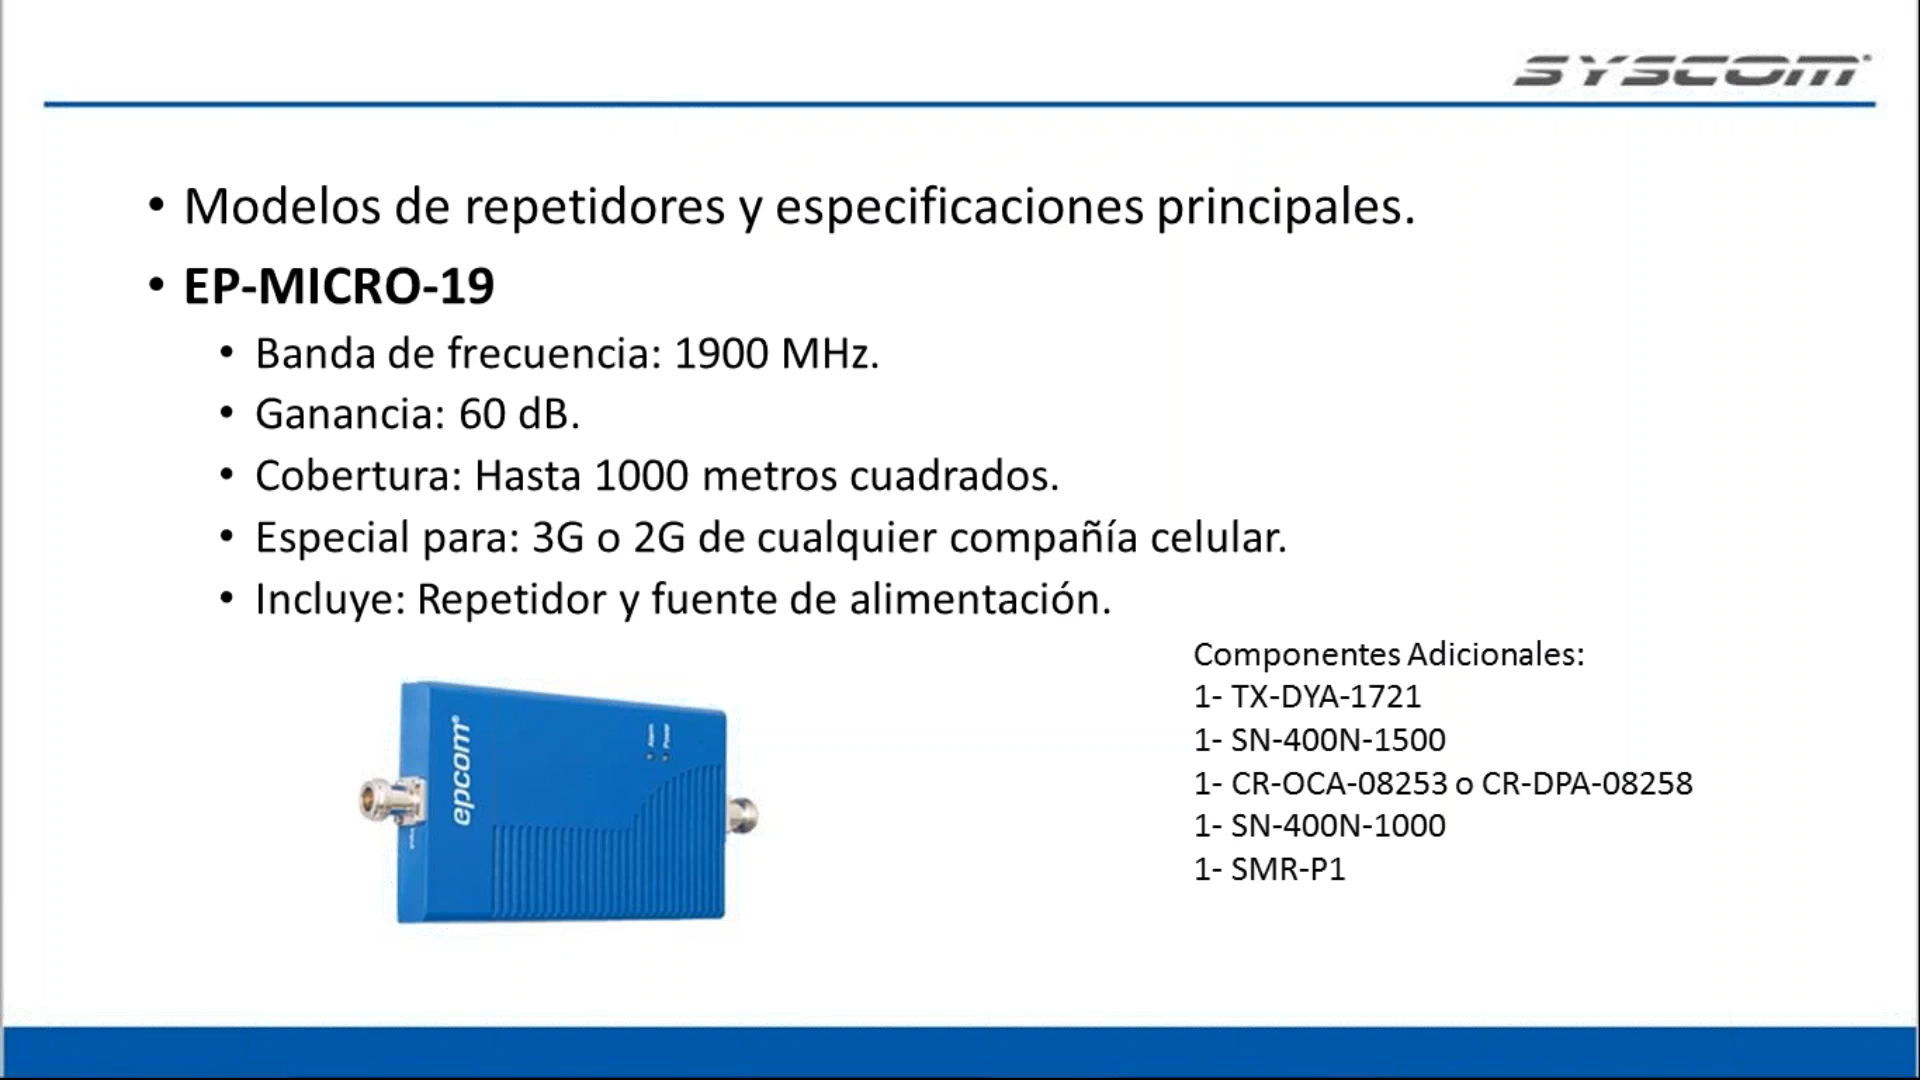 SYSCOM®
• Modelos de repetidores y especificaciones principales.
• EP-MICRO-19
• Banda de frecuencia: 1900 MHz.
• Ganancia: 60 dB.
• Cobertura: Hasta 1000 metros cuadrados.
• Especial para: 3G o 2G de cualquier compañía celular.
• Incluye: Repetidor y fuente de alimentación.
Componentes Adicionales:
1- TX-DYA-1721
1- SN-400N-1500
1- CR-OCA-08253 o CR-DPA-08258
1- SN-400N-1000
1- SMR-P1
epcom®
Alarm
Power